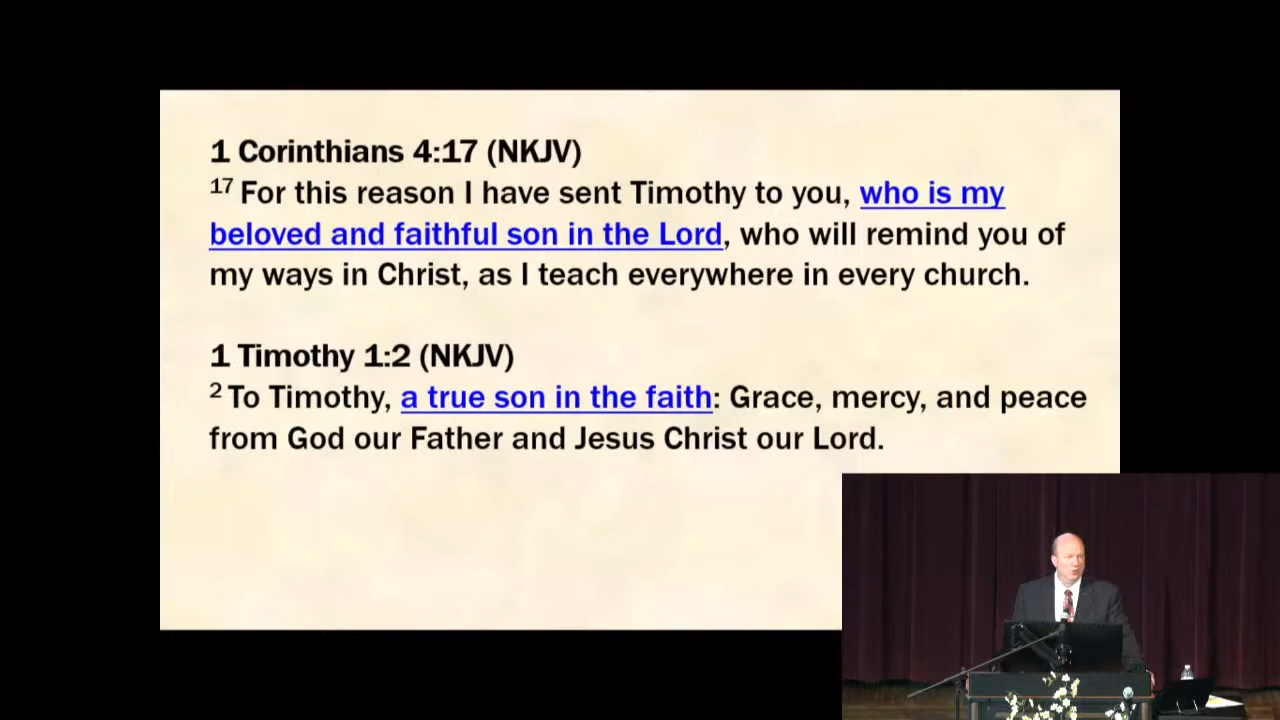 1 Corinthians 4:17 (NKJV)
17 For this reason I have sent Timothy to you, who is my
beloved and faithful son in the Lord, who will remind you of
my ways in Christ, as I teach everywhere in every church.
1 Timothy 1:2 (NKJV)
2 To Timothy, a true son in the faith: Grace, mercy, and peace
from God our Father and Jesus Christ our Lord.